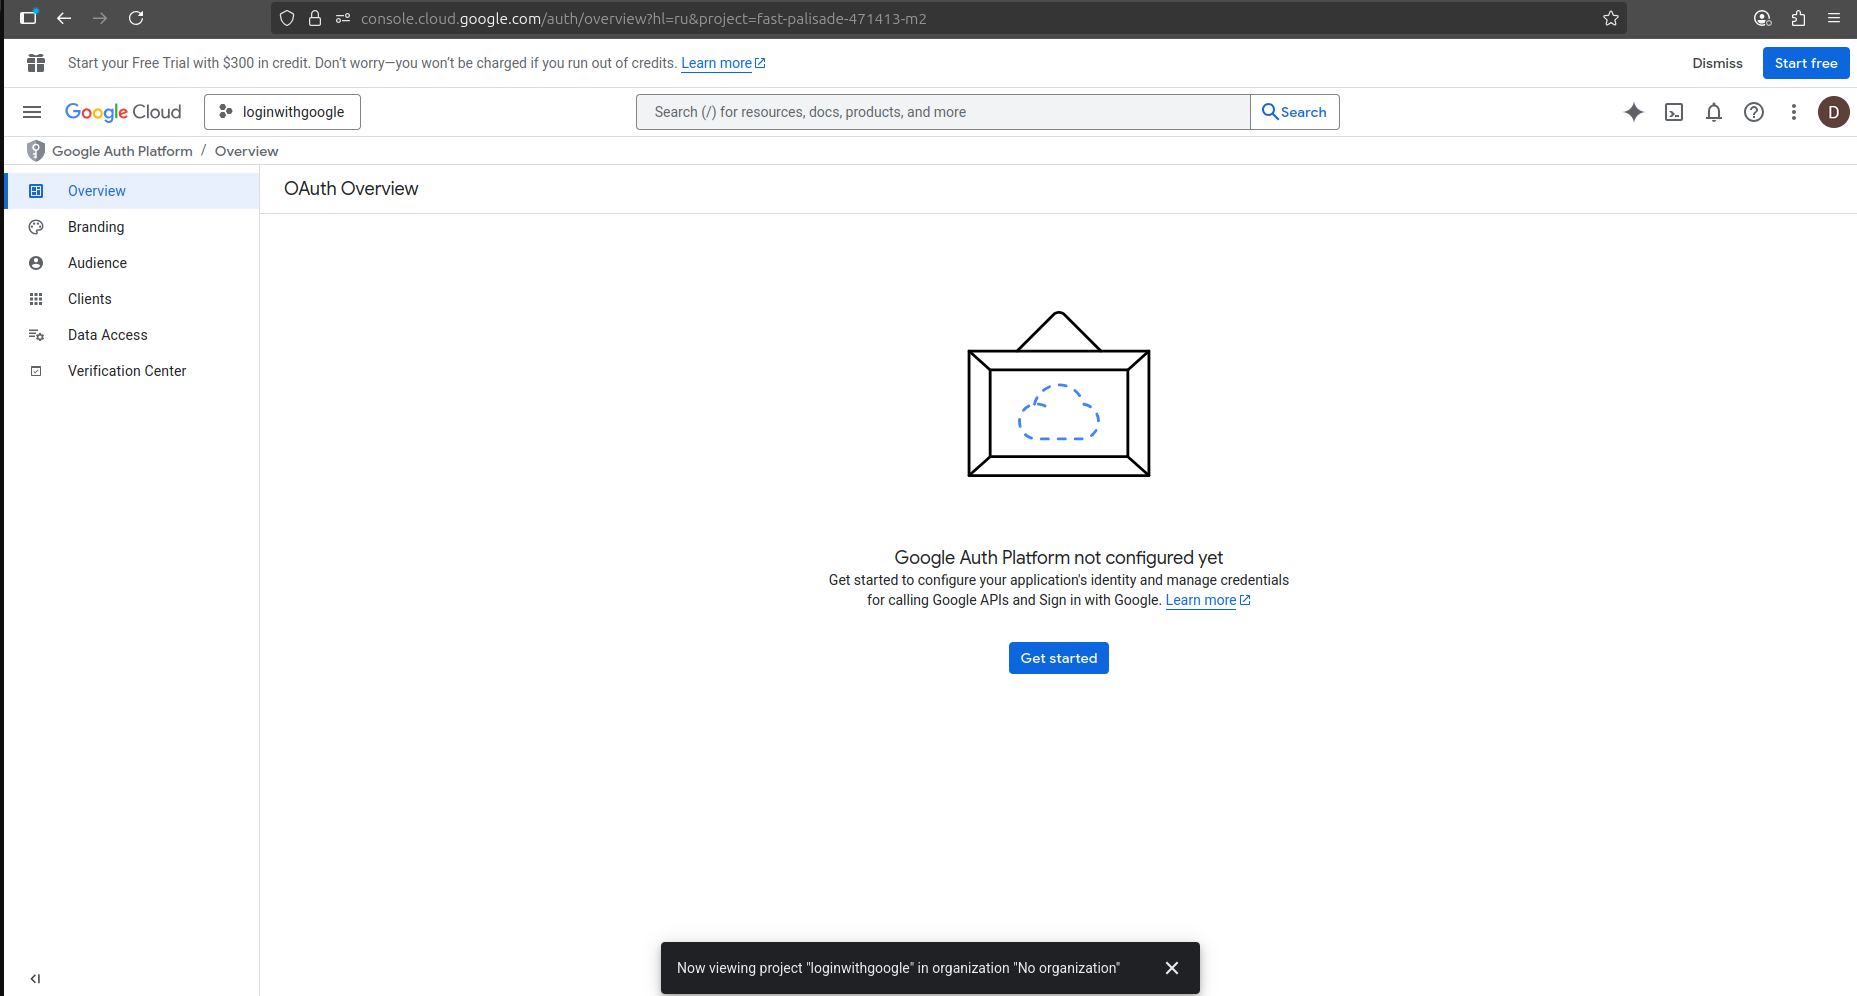 console.cloud.google.com/auth/overview?hl=ru&project=fast-palisade-471413-m2
Start your Free Trial with $300 in credit. Don’t worry—you won’t be charged if you run out of credits. Learn more
Dismiss
Start free
Google Cloud
loginwithgoogle
Search (/) for resources, docs, products, and more
Search
D
Google Auth Platform / Overview
Overview
Branding
Audience
Clients
Data Access
Verification Center
OAuth Overview
Google Auth Platform not configured yet
Get started to configure your application's identity and manage credentials
for calling Google APIs and Sign in with Google. Learn more
Get started
Now viewing project "loginwithgoogle" in organization "No organization"